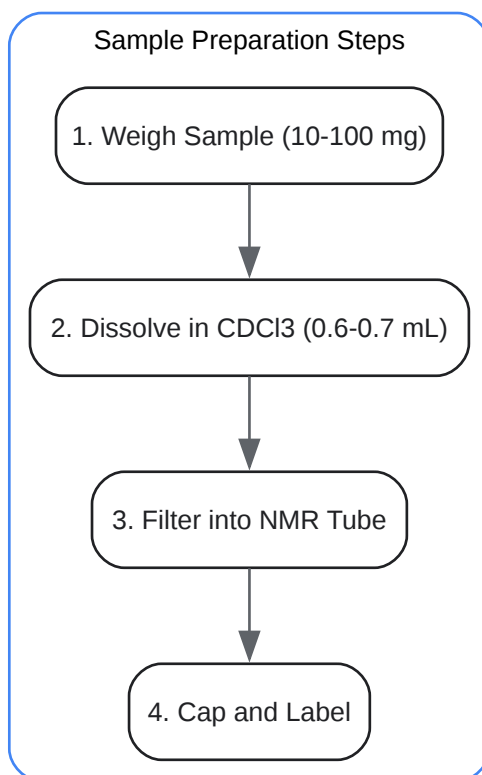 Sample Preparation Steps
1. Weigh Sample (10-100 mg)
2. Dissolve in CDCl3 (0.6-0.7 mL)
3. Filter into NMR Tube
4. Cap and Label